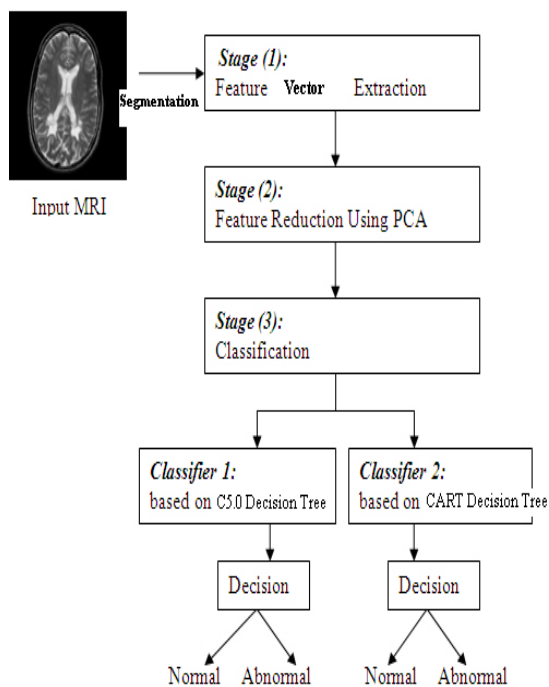 Stage (1):
Feature Vector Extraction
Segmentation
Input MRI
Stage (2):
Feature Reduction Using PCA
Stage (3):
Classification
Classifier 1:
based on C5.0 Decision Tree
Classifier 2:
based on CART Decision Tree
Decision
Decision
Normal Abnormal
Normal Abnormal